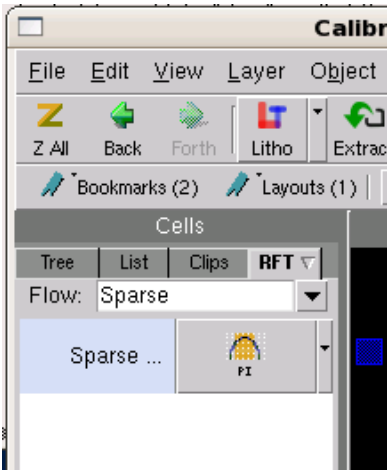 Calibr
File Edit View Layer Object
Z All Back Forth Litho Extrac
Bookmarks (2) Layouts (1)
Cells
Tree List Clips RFT
Flow: Sparse
Sparse ...
PI